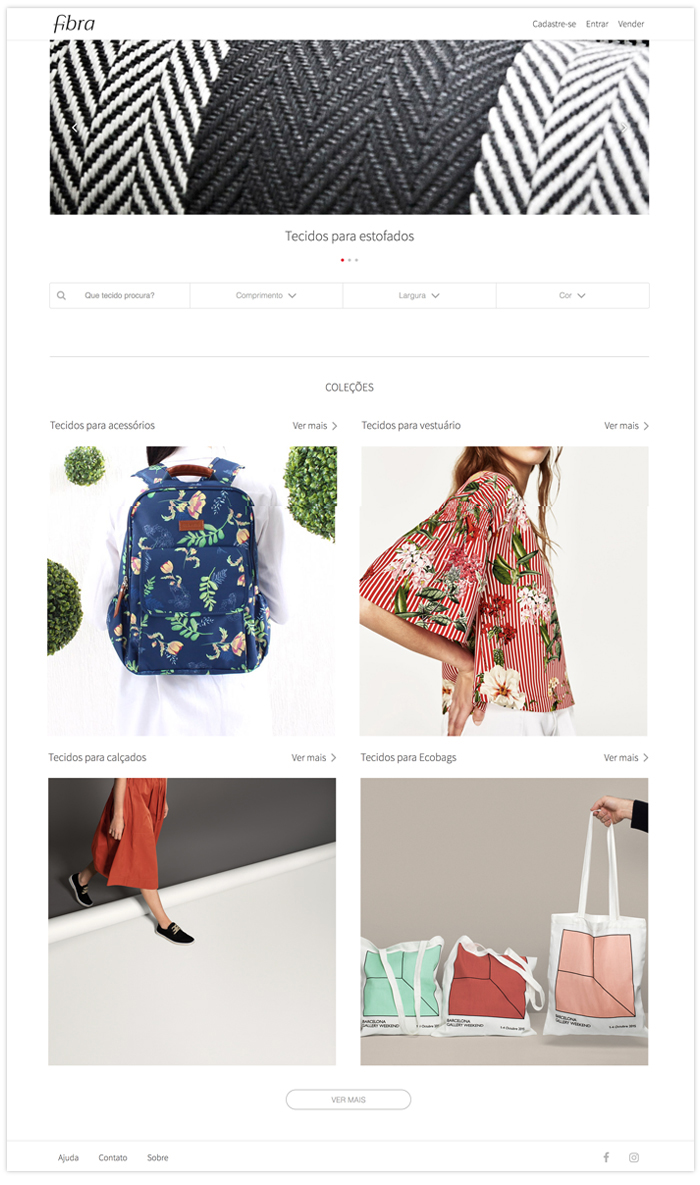 fibra
Cadastre-se Entrar Vender
Tecidos para estofados
Que tecido procura? Comprimento Largura Cor
COLEÇÕES
Tecidos para acessórios Ver mais
Tecidos para vestuário Ver mais
Tecidos para calçados Ver mais
Tecidos para Ecobags Ver mais
BARCELONA
GALLERY WEEKEND
BARCELONA
GALLERY WEEKEND
BARCELONA
GALLERY WEEKEND
VER MAIS
Ajuda Contato Sobre